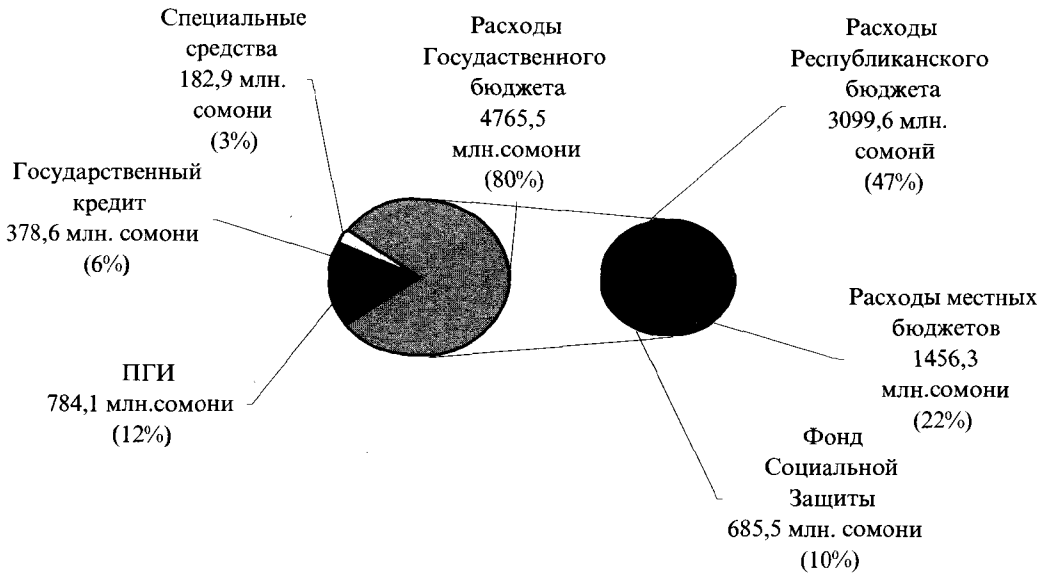 Специальные
средства
182,9 млн.
сомони
(3%)
Расходы
Госудаственного
бюджета
4765,5
млн.сомони
(80%)
Расходы
Республиканского
бюджета
3099,6 млн.
сомонй
(47%)
Государственный
кредит
378,6 млн. сомони
(6%)
ПГИ
784,1 млн.сомони
(12%)
Расходы местных
бюджетов
1456,3
млн.сомони
(22%)
Фонд
Социальной
Защиты
685,5 млн. сомони
(10%)